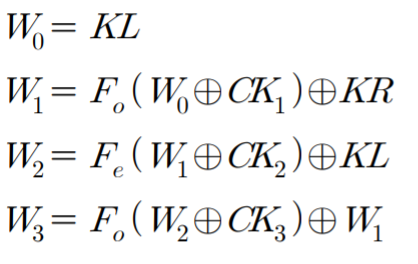 W₀ = KL
W₁ = Fₒ(W₀⊕CK₁)⊕KR
W₂ = Fₑ(W₁⊕CK₂)⊕KL
W₃ = Fₒ(W₂⊕CK₃)⊕W₁